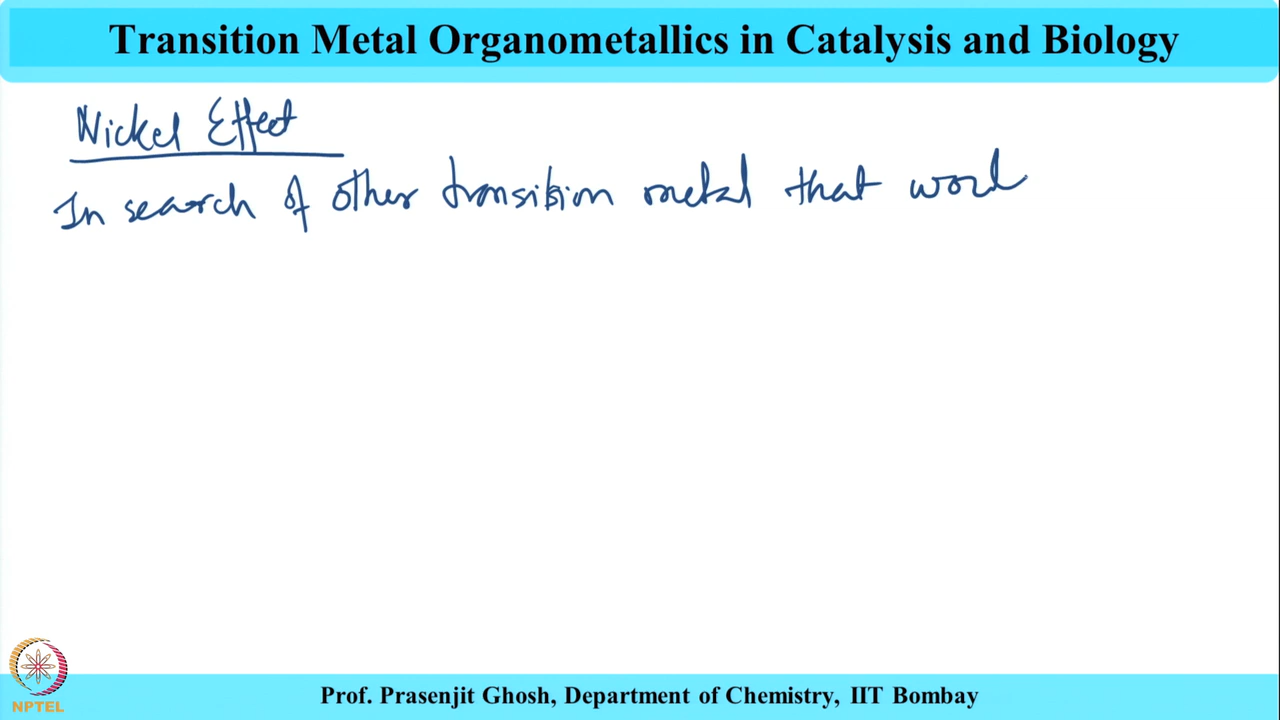 Transition Metal Organometallics in Catalysis and Biology
Nickel Effect
In search of other transition metal that worl
NPTEL
Prof. Prasenjit Ghosh, Department of Chemistry, IIT Bombay